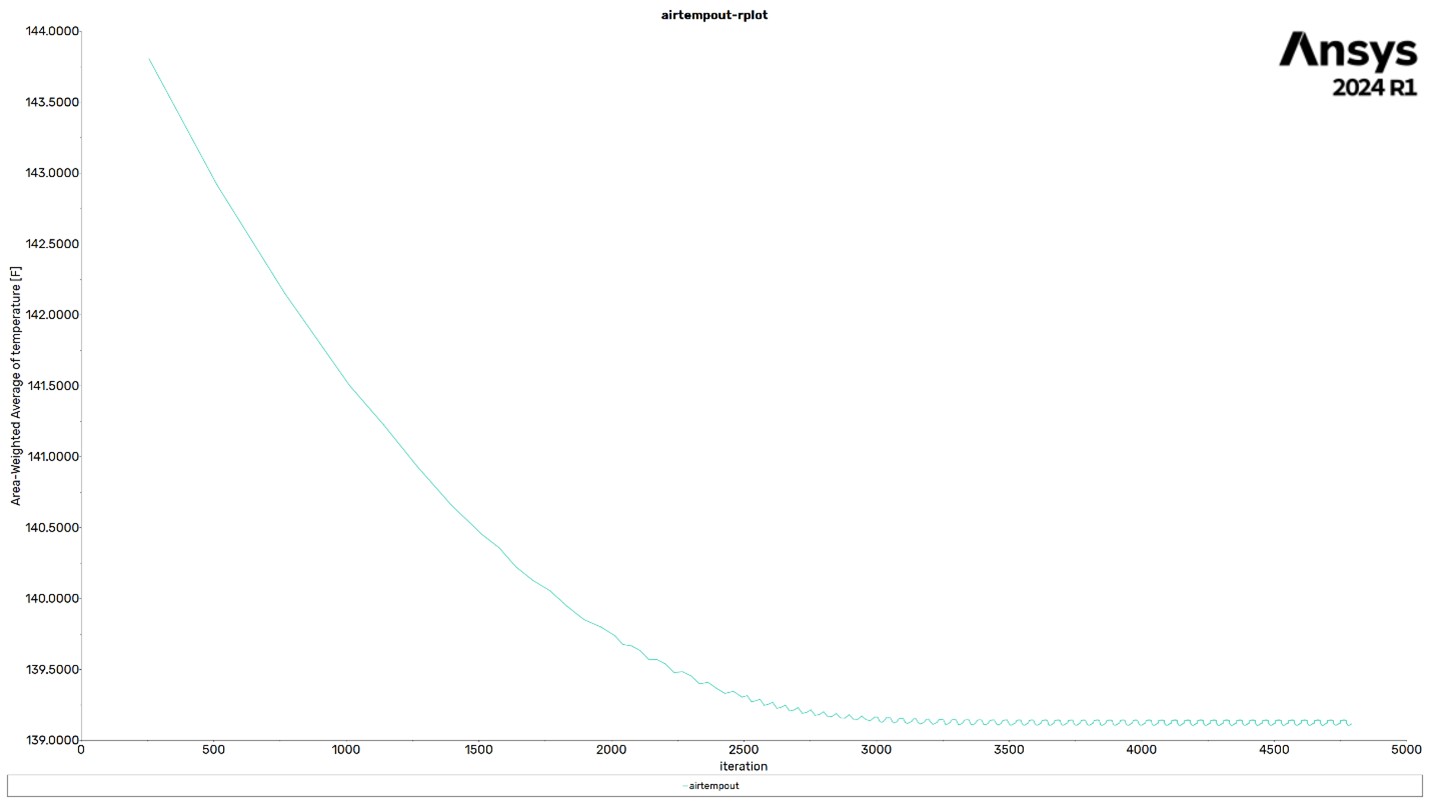 airtempout-rplot
Ansys
2024 R1
Area-Weighted Average of temperature [F]
144.0000
143.5000
143.0000
142.5000
142.0000
141.5000
141.0000
140.5000
140.0000
139.5000
139.0000
0 500 1000 1500 2000 2500 3000 3500 4000 4500 5000
iteration
airtempout